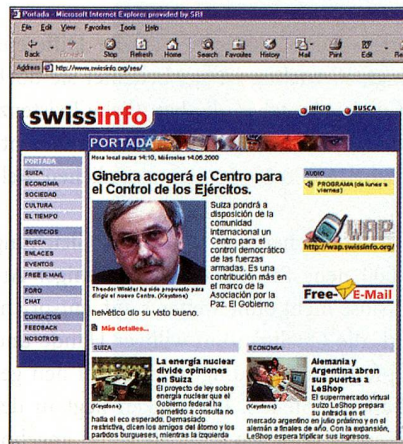 Portada - Microsoft Internet Explorer provided by SRI
File Edit View Favorites Tools Help
Back Stop Refresh Home Search Favorites History Mail Print Edit
Address http://www.swissinfo.org/ses/
swissinfo
INICIO BUSCA
PORTADA
PORTADA
SUIZA
ECONOMIA
SOCIEDAD
CULTURA
EL TIEMPO
SERVICIOS
BUSCA
ENLACES
EVENTOS
FREE E-MAIL
FORO
CHAT
CONTACTOS
FEEDBACK
NOSOTROS
Hora local suiza 14:10, Miércoles 14.06.2000
Ginebra acogerá el Centro para
el Control de los Ejércitos.
Suiza pondrá a
disposición de la
comunidad
internacional un
Centro para el
control democrático
de las fuerzas
armadas. Es una
contribución más en
el marco de la
Asociación por la
Paz. El Gobierno
helvético dio su visto bueno.
Theodor Winkler ha sido propuesto para
dirigir el nuevo Centro. (Keystone)
Más detalles...
AUDIO
PROGRAMA (de lunes a
viernes)
WAP
http://wap.swissinfo.org/
Free-E-Mail
SUIZA
La energía nuclear
divide opiniones
en Suiza
(Keystone)
El proyecto de ley sobre
energía nuclear que el
Gobierno federal ha
sometido a consulta no
halla el eco esperado. Demasiado
restrictiva, dicen los amigos del átomo y los
partidos burgueses, mientras la izquierda
ECONOMIA
Alemania y
Argentina abren
sus puertas a
LeShop
(Keystone)
El supermercado virtual
suizo LeShop prepara
su entrada en el
mercado argentino en julio próximo y en el
alemán a finales de año. Con la expansión,
LeShop espera triplicar sus ingresos.